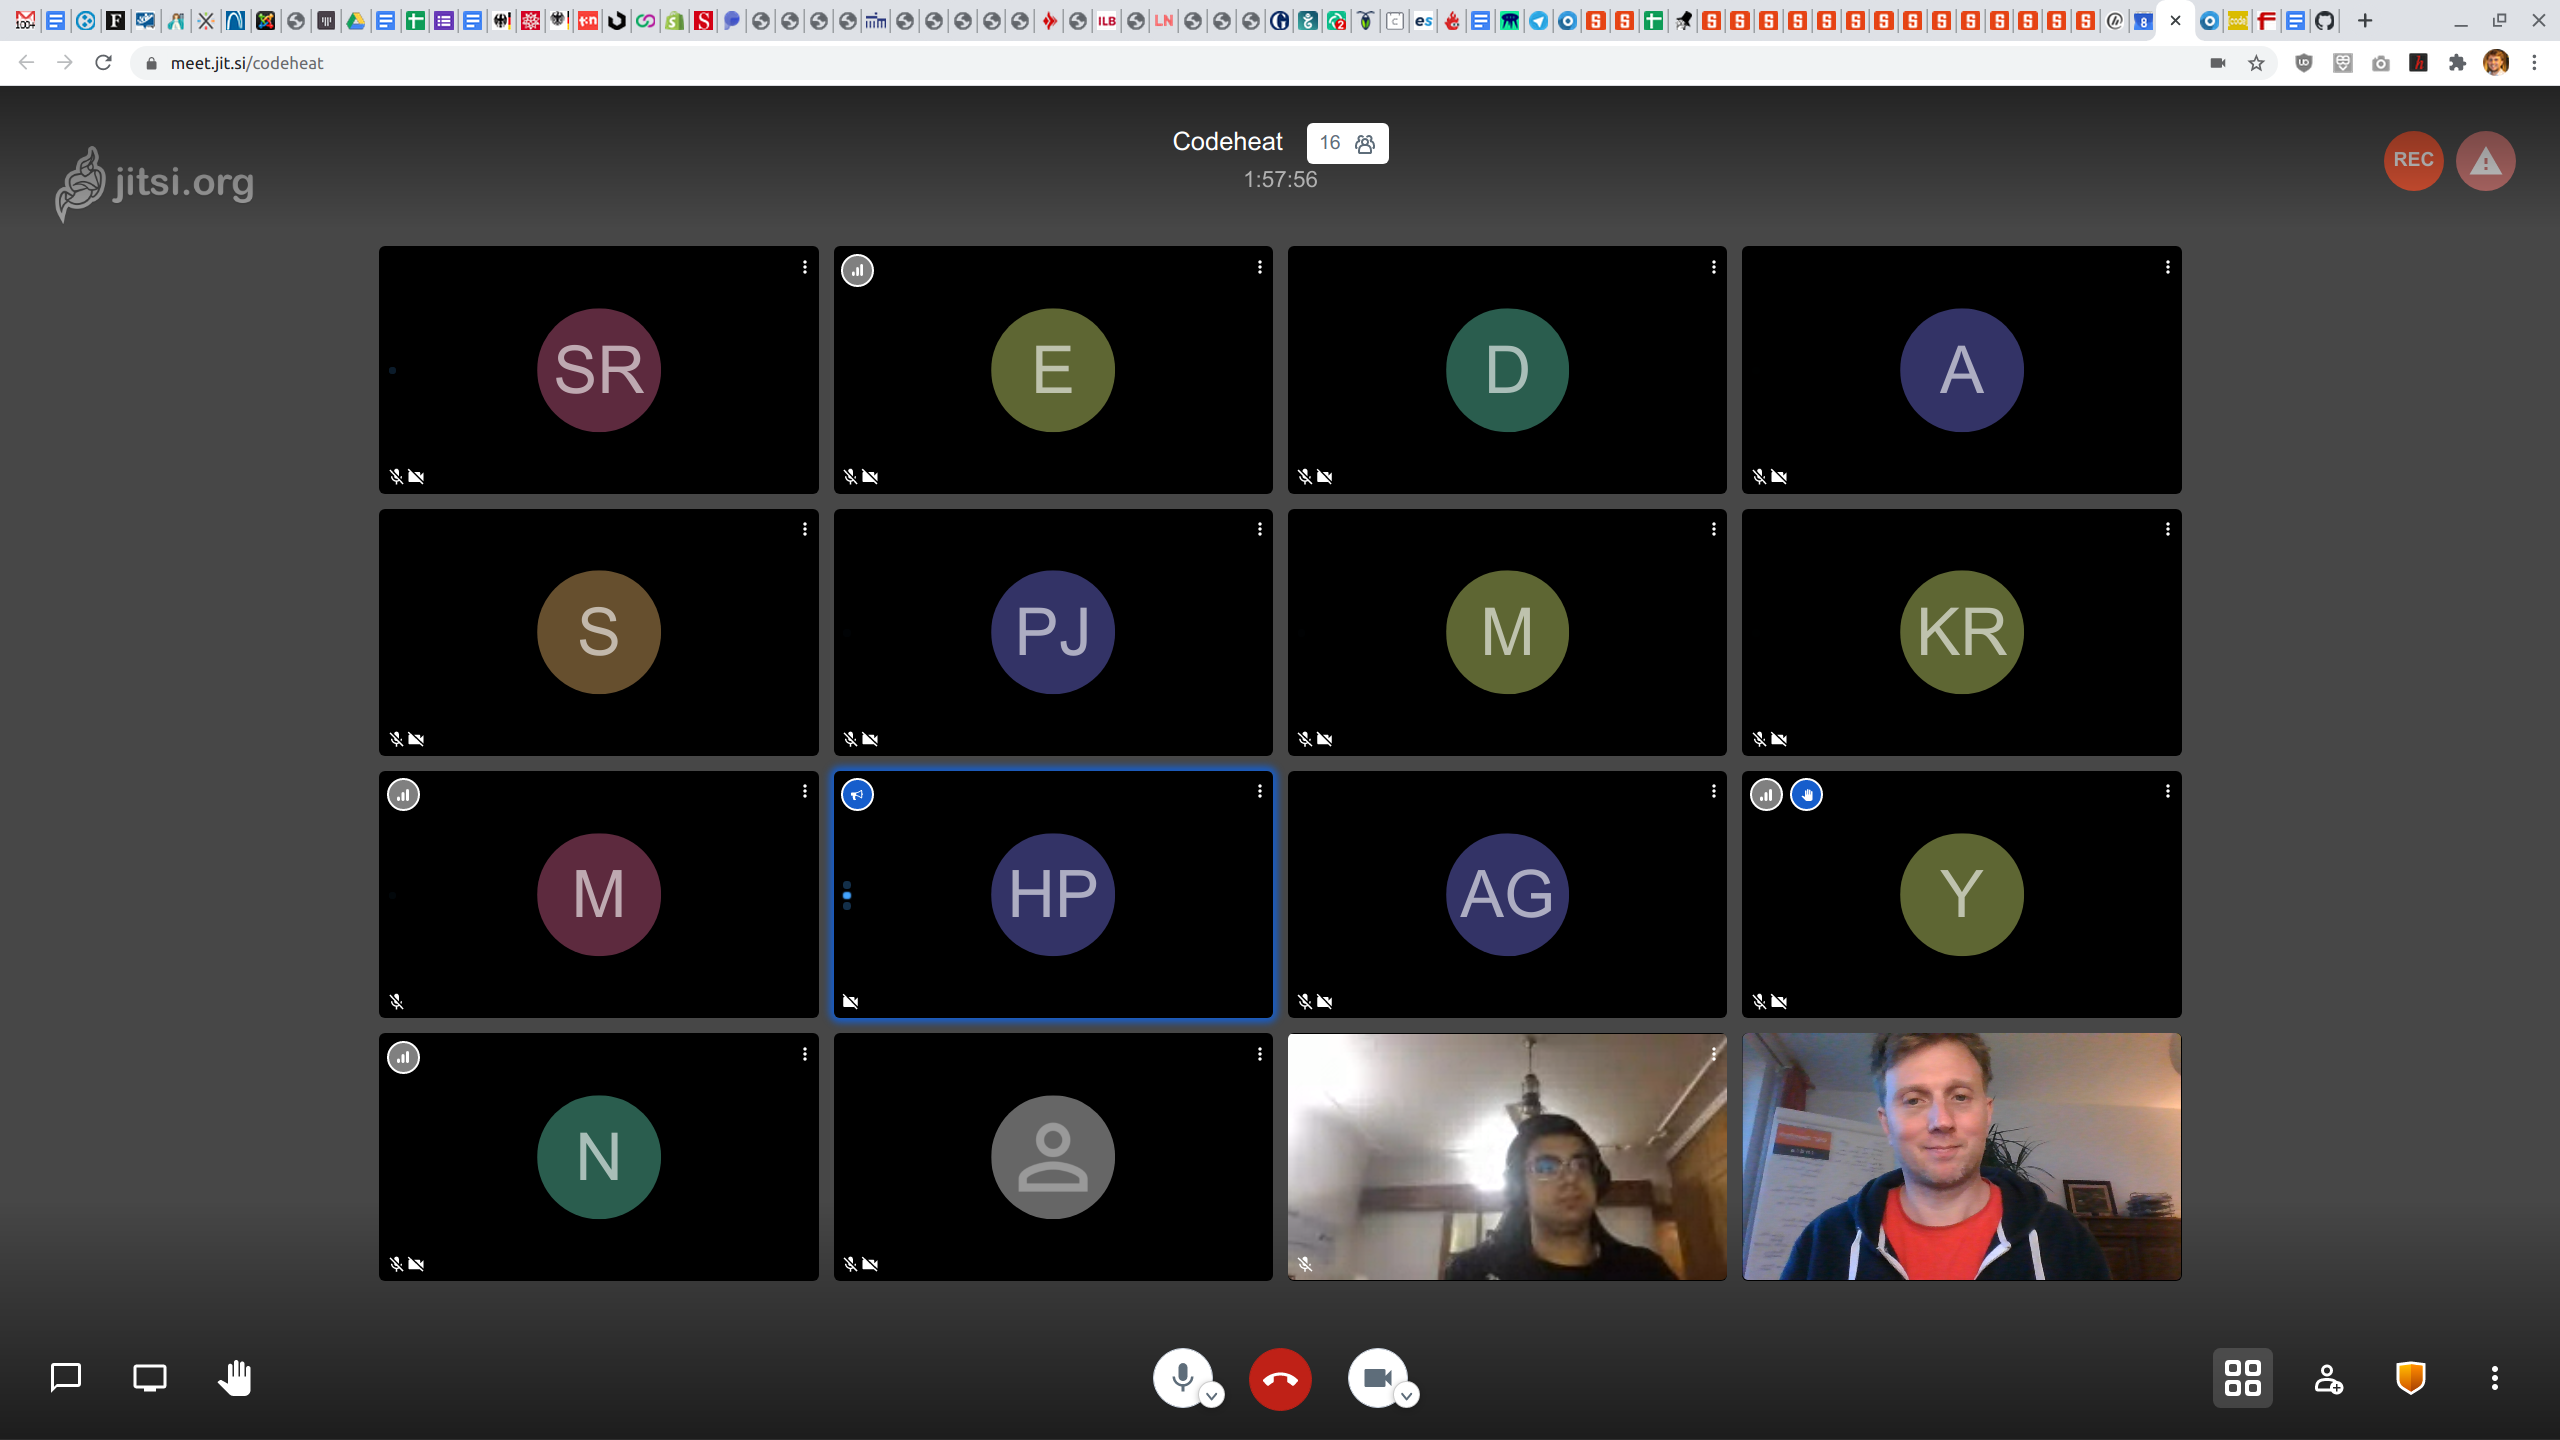 meet.jit.si/codeheat
jitsi.org
Codeheat 16
1:57:56
REC
SR
E
D
A
S
PJ
M
KR
M
HP
AG
Y
N